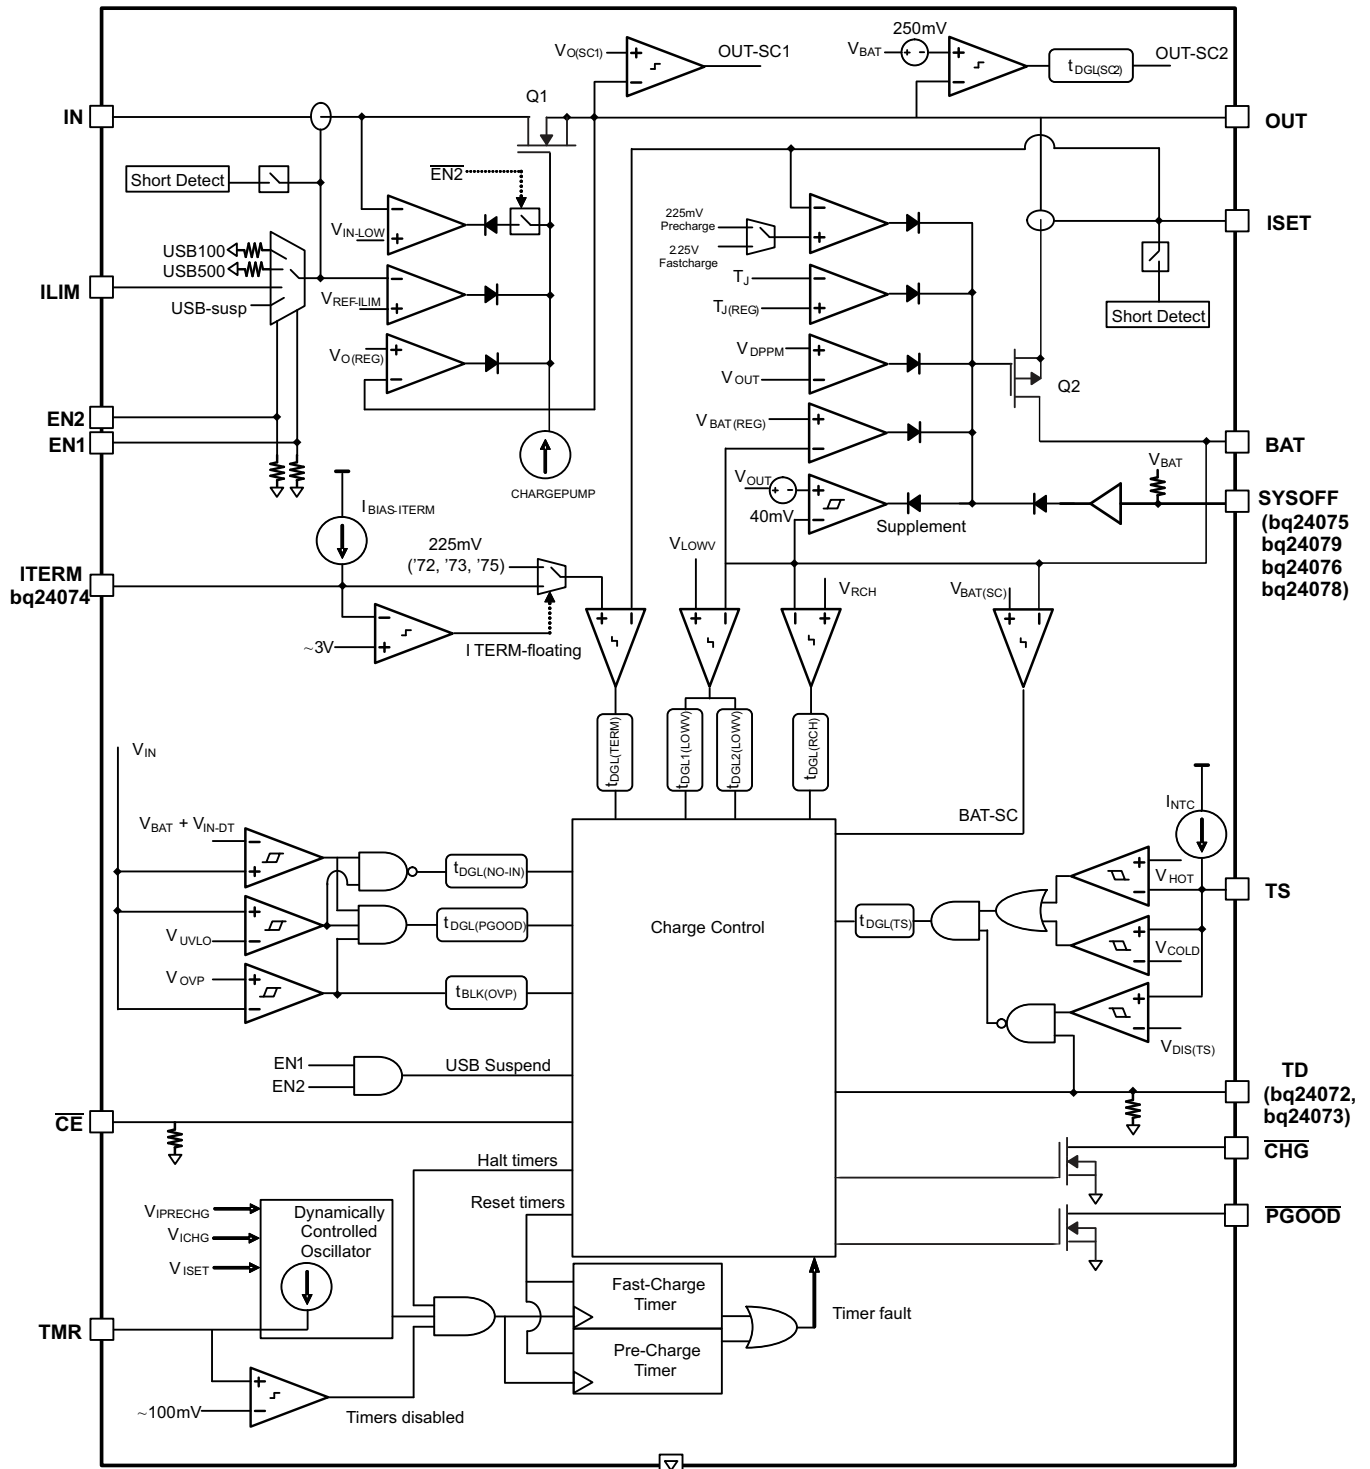 250mV
VO(SC1)
OUT-SC1
VBAT
tDGL(SC2)
OUT-SC2
Q1
IN
OUT
Short Detect
EN2
225mV
Precharge
2.25V
Fastcharge
VIN-LOW
ISET
USB100
USB500
ILIM
USB-susp
VREF-ILIM
TJ
TJ(REG)
Short Detect
VO(REG)
VDPPM
VOUT
Q2
EN2
EN1
VBAT(REG)
BAT
CHARGEPUMP
VOUT
40mV
Supplement
VBAT
SYSOFF
(bq24075
bq24079
bq24076
bq24078)
IBIAS-ITERM
225mV
('72, '73, '75)
ITERM
bq24074
~3V
I TERM-floating
VLOWV
VRCH
VBAT(SC)
tDGL(TERM)
tDGL1(LOWV)
tDGL2(LOWV)
tDGL(RCH)
BAT-SC
VIN
VBAT + VIN-DT
tDGL(NO-IN)
VUVLO
tDGL(PGOOD)
VOVP
tBLK(OVP)
Charge Control
INTC
VHOT
TS
tDGL(TS)
VCOLD
VDIS(TS)
EN1
EN2
USB Suspend
TD
(bq24072,
bq24073)
CE
CHG
PGOOD
Halt timers
Reset timers
VIPRECHG
VICHG
VISET
Dynamically
Controlled
Oscillator
TMR
~100mV
Timers disabled
Fast-Charge
Timer
Pre-Charge
Timer
Timer fault